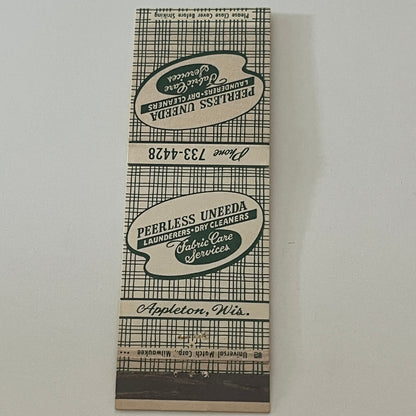 Please Close Cover Before Striking
PEERLESS UNEEDA
LAUNDERERS • DRY CLEANERS
Fabric Care
Services
Phone 733-4428
PEERLESS UNEEDA
LAUNDERERS • DRY CLEANERS
Fabric Care
Services
Appleton, Wis.
Universal Match Corp., Milwaukee